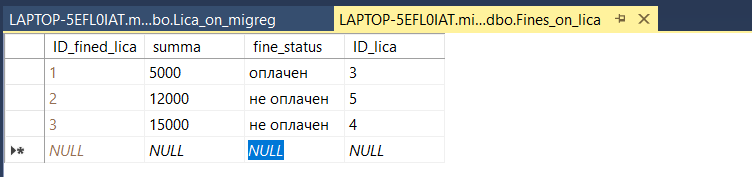 LAPTOP-5EFL0IAT.m...bo.Lica_on_migreg LAPTOP-5EFL0IAT.mi...dbo.Fines_on_lica
ID_fined_lica summa fine_status ID_lica
1 5000 оплачен 3
2 12000 не оплачен 5
3 15000 не оплачен 4
NULL NULL NULL NULL